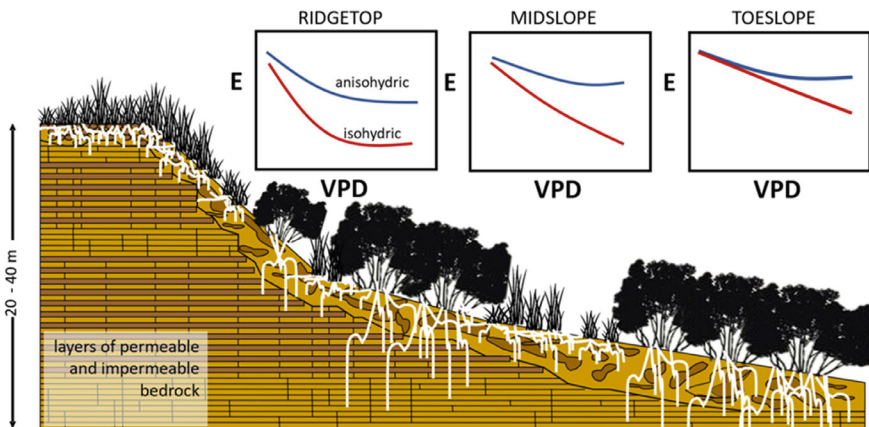 RIDGETOP
MIDSLOPE
TOESLOPE
E
anisohydric
isohydric
VPD
E
VPD
E
VPD
20 - 40 m
layers of permeable
and impermeable
bedrock